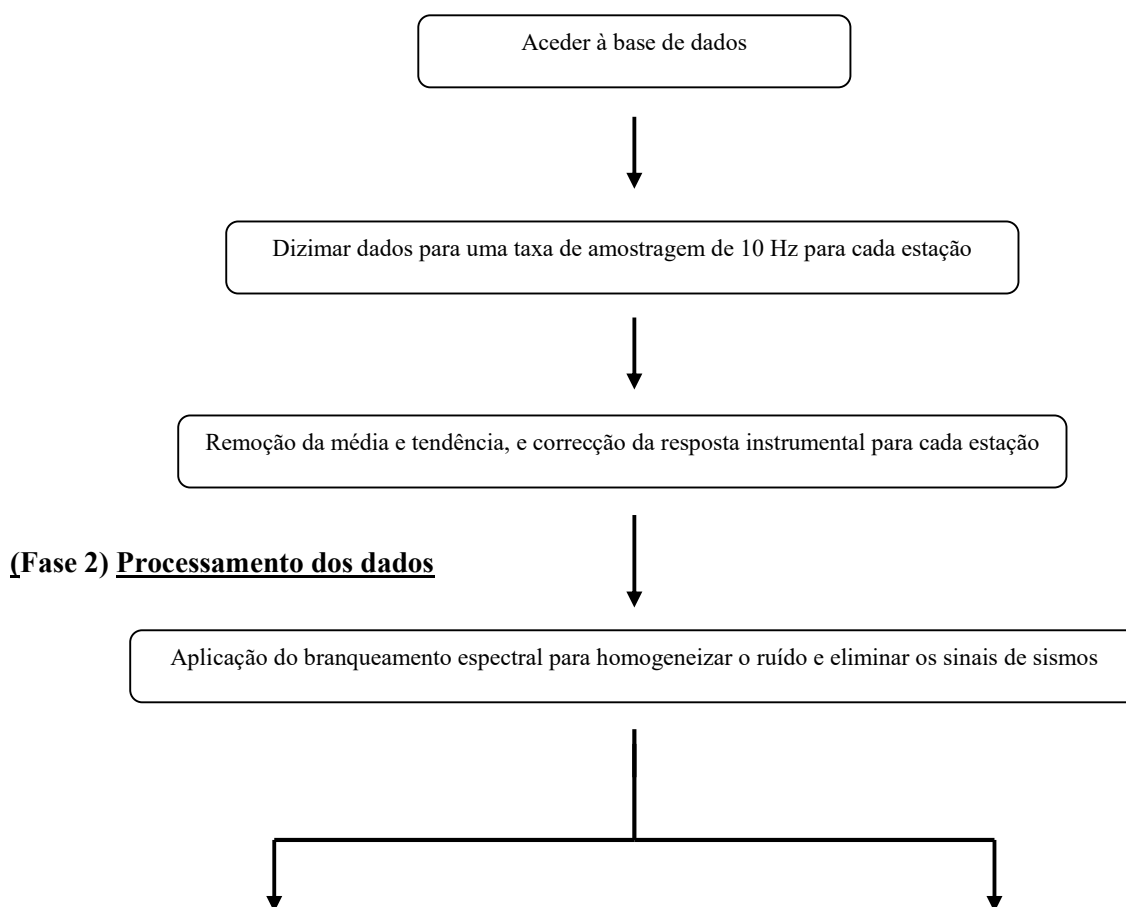 Aceder à base de dados
Dizimar dados para uma taxa de amostragem de 10 Hz para cada estação
Remoção da média e tendência, e correcção da resposta instrumental para cada estação
(Fase 2) Processamento dos dados
Aplicação do branqueamento espectral para homogeneizar o ruído e eliminar os sinais de sismos